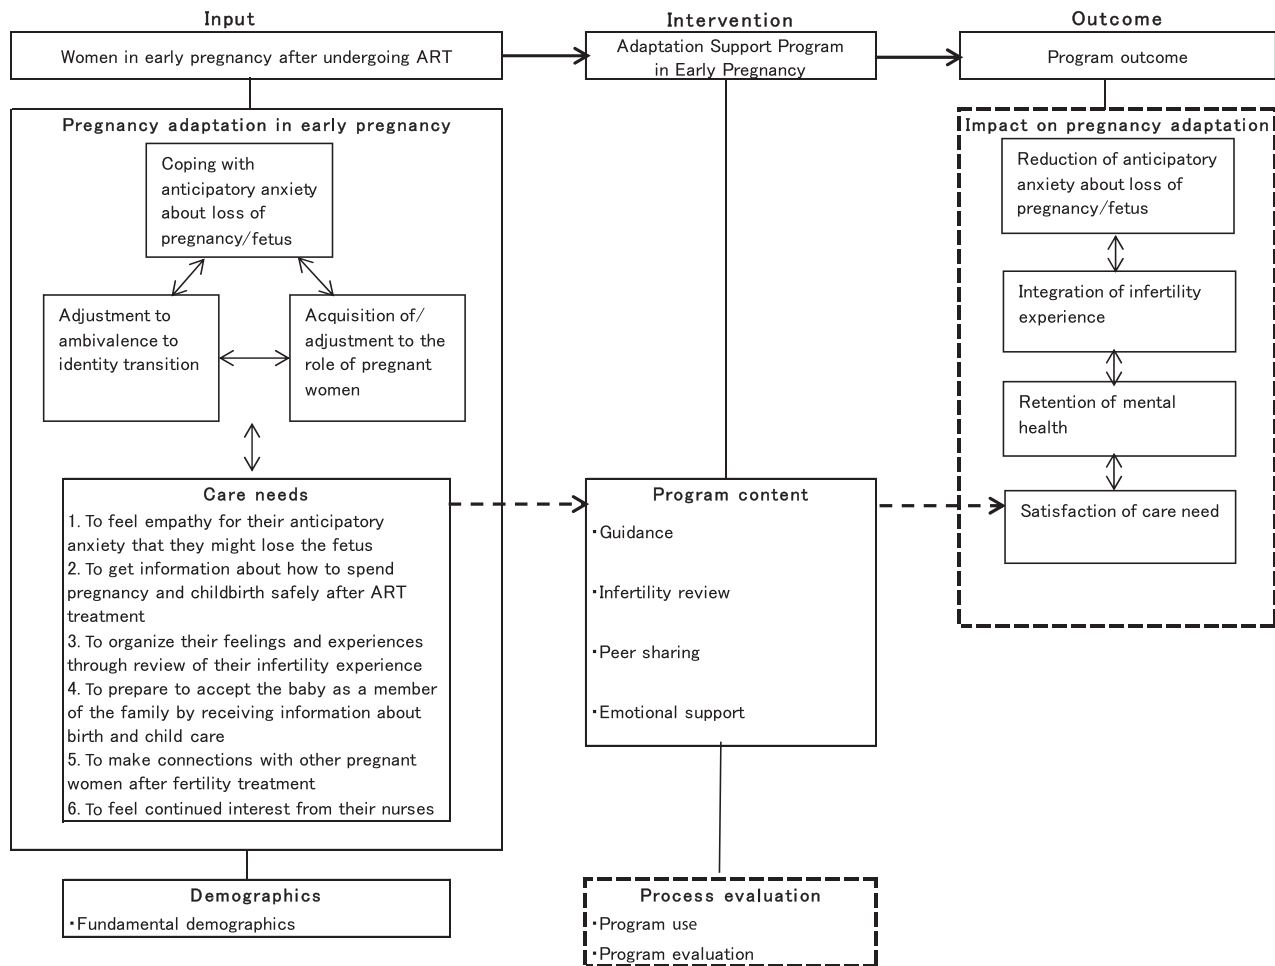 Input
Women in early pregnancy after undergoing ART
Pregnancy adaptation in early pregnancy
Coping with
anticipatory anxiety
about loss of
pregnancy/fetus
Adjustment to
ambivalence to
identity transition
Acquisition of/
adjustment to the
role of pregnant
women
Care needs
1. To feel empathy for their anticipatory
anxiety that they might lose the fetus
2. To get information about how to spend
pregnancy and childbirth safely after ART
treatment
3. To organize their feelings and experiences
through review of their infertility experience
4. To prepare to accept the baby as a member
of the family by receiving information about
birth and child care
5. To make connections with other pregnant
women after fertility treatment
6. To feel continued interest from their nurses
Demographics
・Fundamental demographics
Intervention
Adaptation Support Program
in Early Pregnancy
Program content
・Guidance
・Infertility review
・Peer sharing
・Emotional support
Process evaluation
・Program use
・Program evaluation
Outcome
Program outcome
Impact on pregnancy adaptation
Reduction of anticipatory
anxiety about loss of
pregnancy/fetus
Integration of infertility
experience
Retention of mental
health
Satisfaction of care need